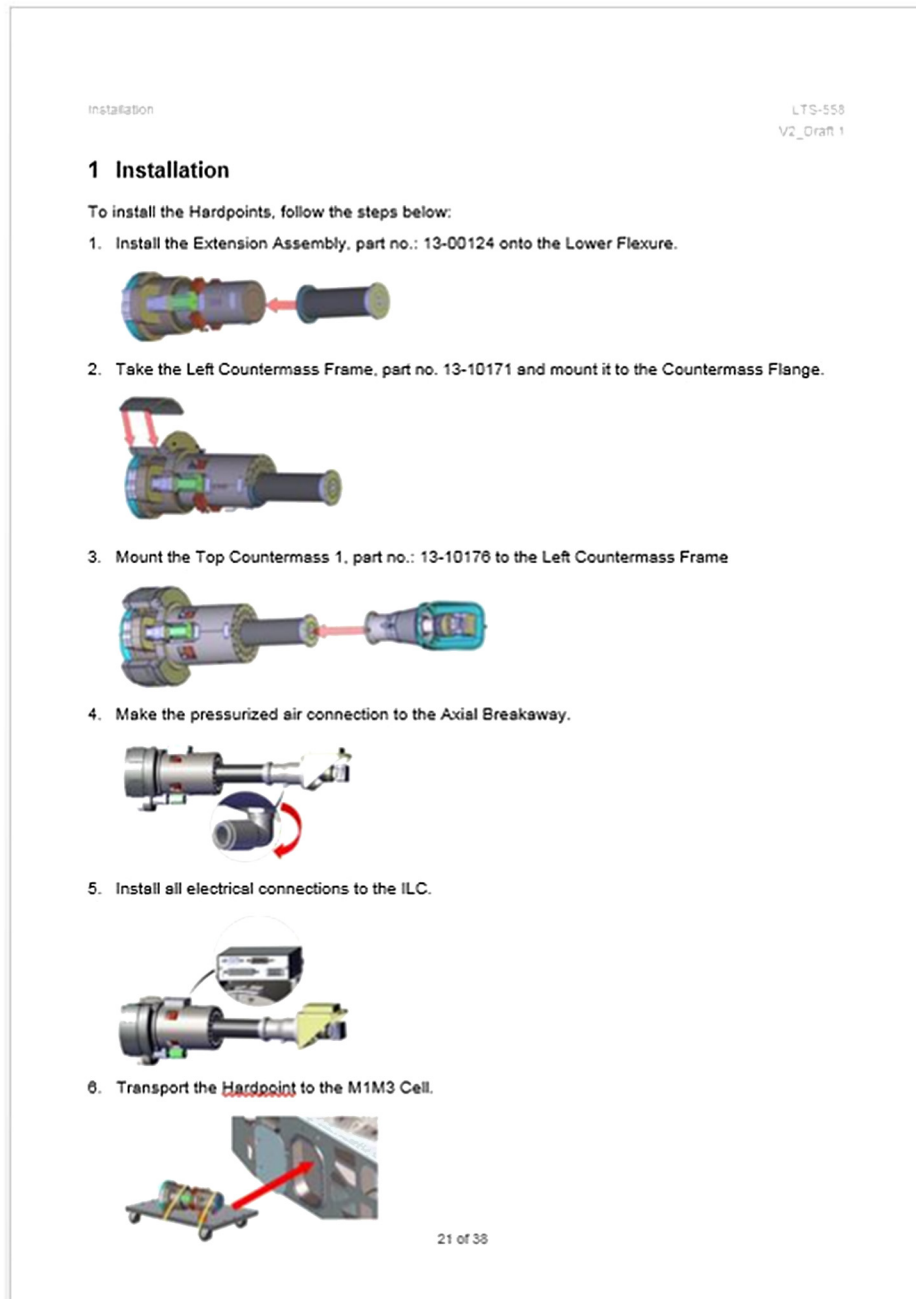 Installation
LTS-558
V2_Draft 1
1 Installation
To install the Hardpoints, follow the steps below:
1. Install the Extension Assembly, part no.: 13-00124 onto the Lower Flexure.
2. Take the Left Countermass Frame, part no. 13-10171 and mount it to the Countermass Flange.
3. Mount the Top Countermass 1, part no.: 13-10176 to the Left Countermass Frame
4. Make the pressurized air connection to the Axial Breakaway.
5. Install all electrical connections to the ILC.
6. Transport the Hardpoint to the M1M3 Cell.
21 of 38